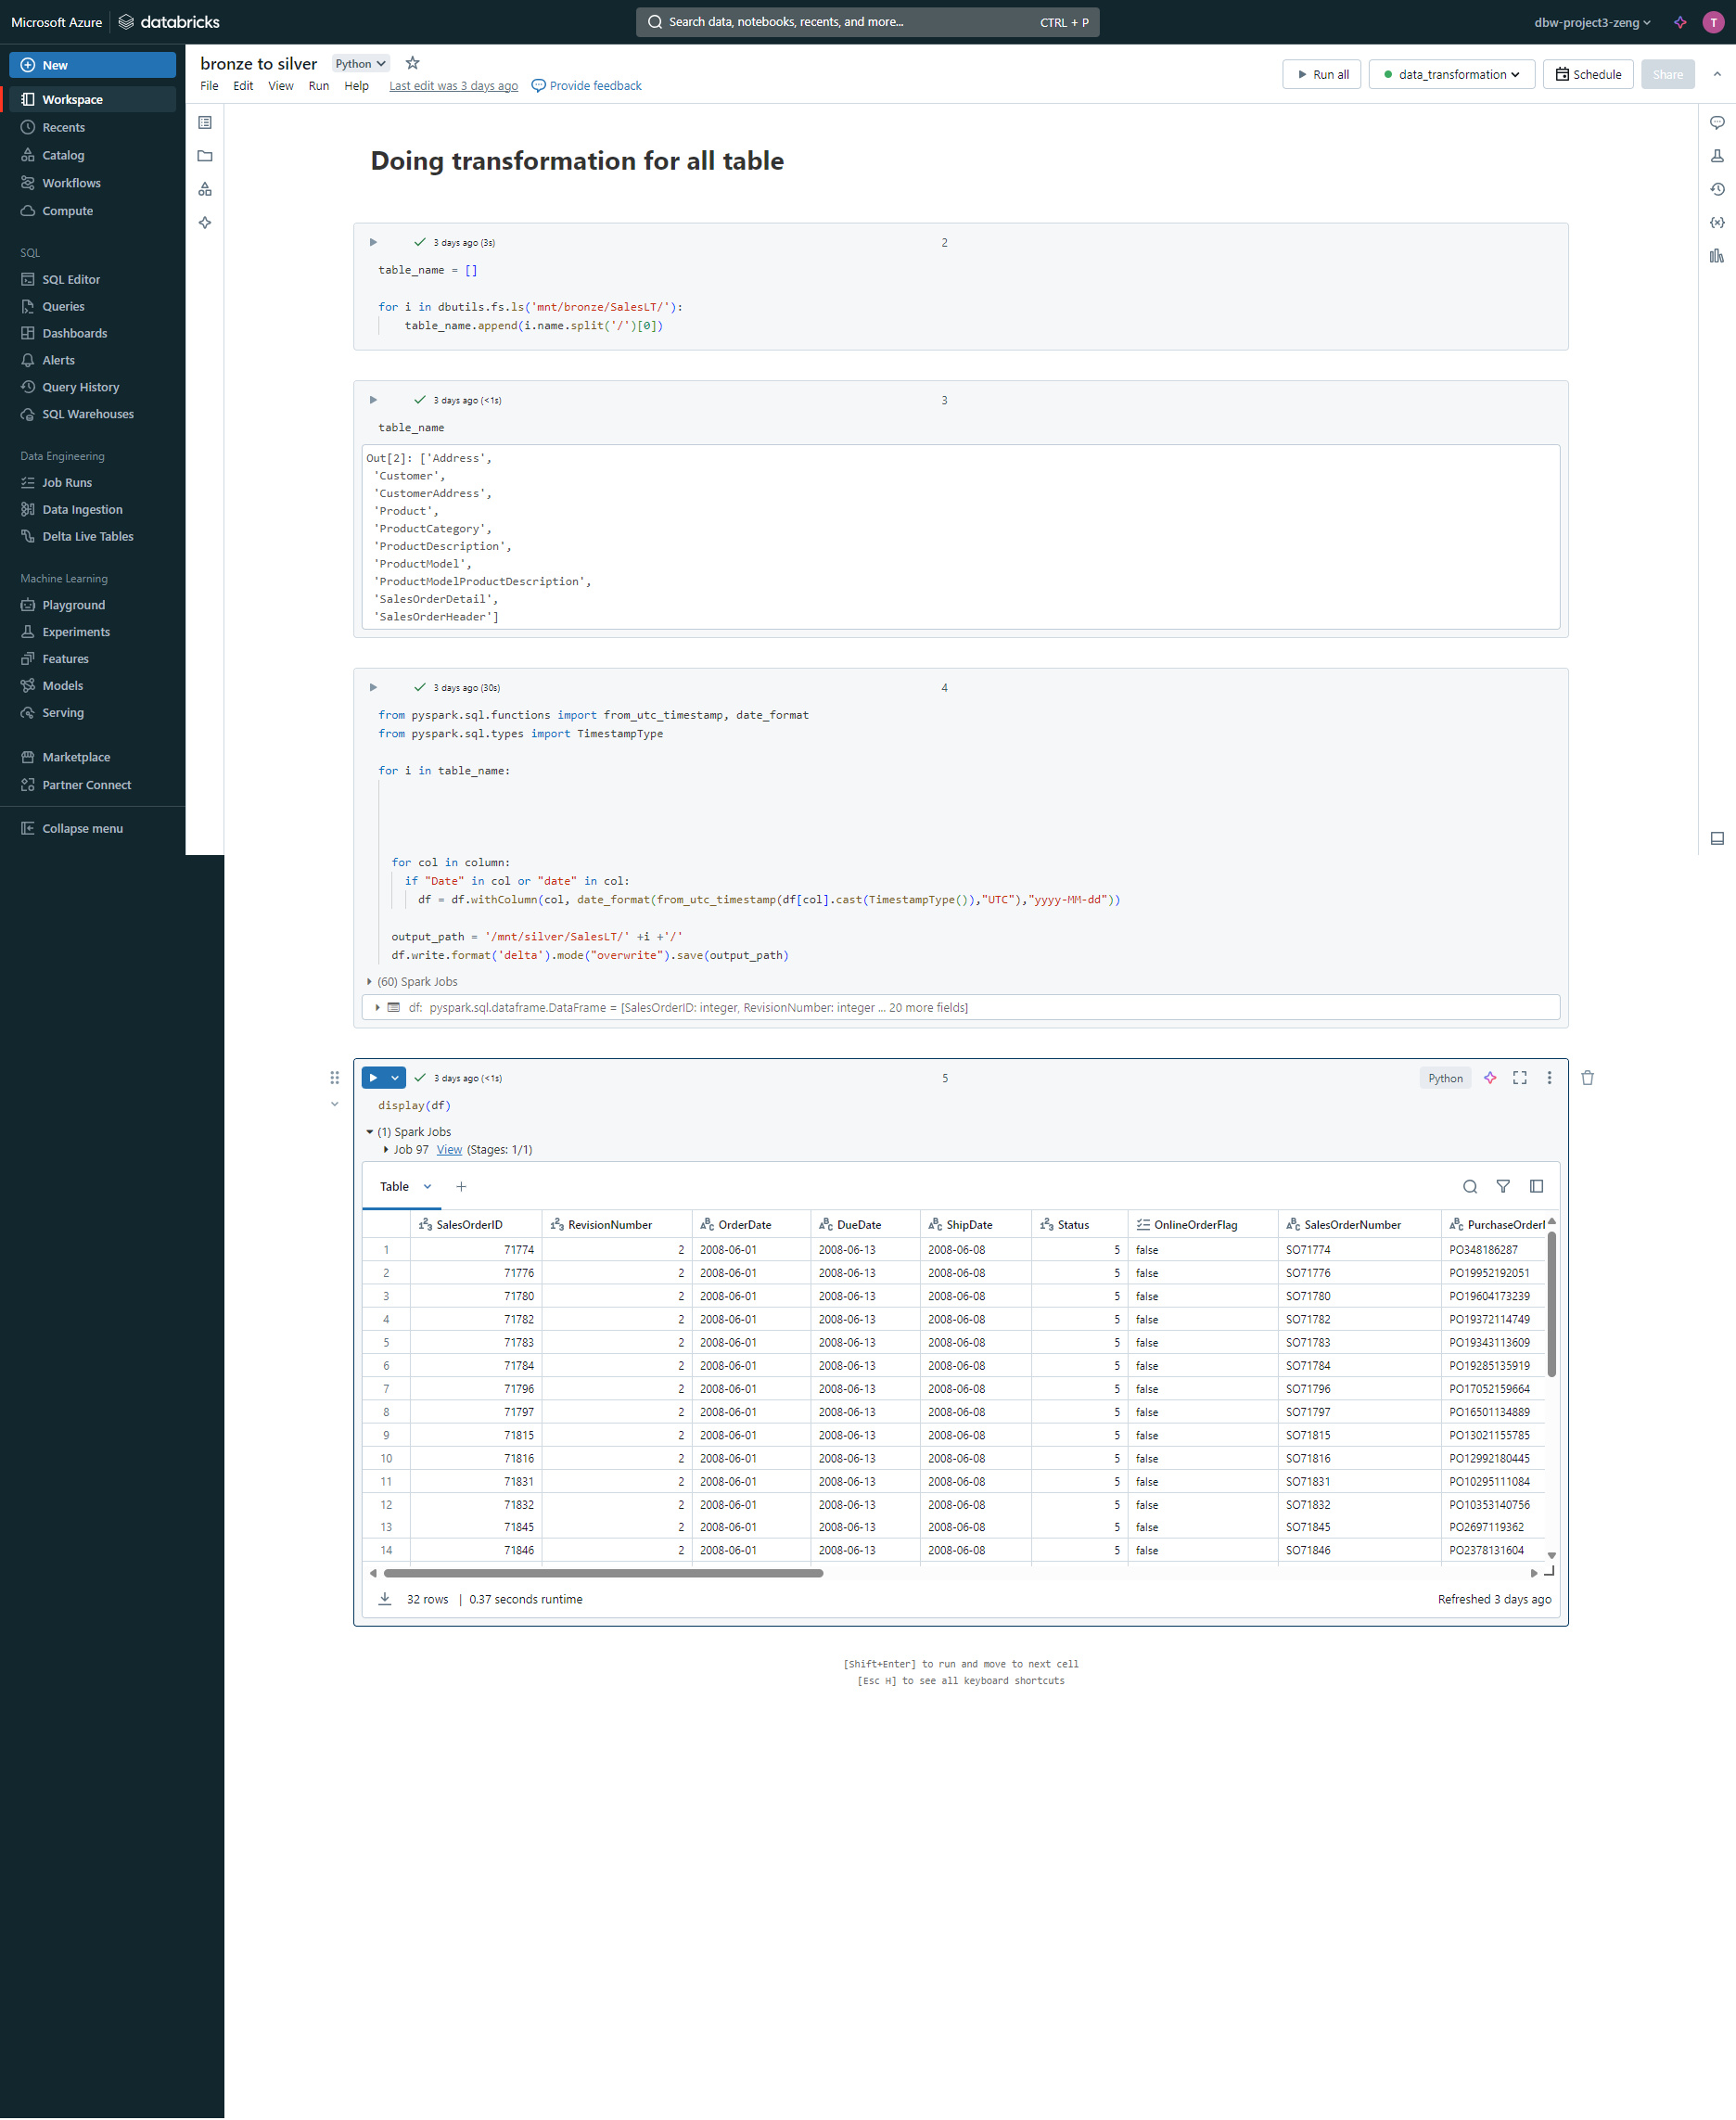 Microsoft Azure databricks Search data, notebooks, recents, and more... CTRL + P dbw-project3-zeng T
New
Workspace
Recents
Catalog
Workflows
Compute
SQL
SQL Editor
Queries
Dashboards
Alerts
Query History
SQL Warehouses
Data Engineering
Job Runs
Data Ingestion
Delta Live Tables
Machine Learning
Playground
Experiments
Features
Models
Serving
Marketplace
Partner Connect
Collapse menu
bronze to silver Python
File Edit View Run Help Last edit was 3 days ago Provide feedback
Run all data_transformation Schedule Share
Doing transformation for all table
3 days ago (3s) 2
table_name = []
for i in dbutils.fs.ls('mnt/bronze/SalesLT/'):
table_name.append(i.name.split('/')[0])
3 days ago (<1s) 3
table_name
Out[2]: ['Address',
'Customer',
'CustomerAddress',
'Product',
'ProductCategory',
'ProductDescription',
'ProductModel',
'ProductModelProductDescription',
'SalesOrderDetail',
'SalesOrderHeader']
3 days ago (30s) 4
from pyspark.sql.functions import from_utc_timestamp, date_format
from pyspark.sql.types import TimestampType
for i in table_name:
for col in column:
if "Date" in col or "date" in col:
df = df.withColumn(col, date_format(from_utc_timestamp(df[col].cast(TimestampType()),"UTC"),"yyyy-MM-dd"))
output_path = '/mnt/silver/SalesLT/' +i +'/'
df.write.format('delta').mode("overwrite").save(output_path)
(60) Spark Jobs
df: pyspark.sql.dataframe.DataFrame = [SalesOrderID: integer, RevisionNumber: integer ... 20 more fields]
3 days ago (<1s) 5 Python
display(df)
(1) Spark Jobs
Job 97 View (Stages: 1/1)
Table +
SalesOrderID RevisionNumber OrderDate DueDate ShipDate Status OnlineOrderFlag SalesOrderNumber PurchaseOrderN
1 71774 2 2008-06-01 2008-06-13 2008-06-08 5 false SO71774 PO348186287
2 71776 2 2008-06-01 2008-06-13 2008-06-08 5 false SO71776 PO19952192051
3 71780 2 2008-06-01 2008-06-13 2008-06-08 5 false SO71780 PO19604173239
4 71782 2 2008-06-01 2008-06-13 2008-06-08 5 false SO71782 PO19372114749
5 71783 2 2008-06-01 2008-06-13 2008-06-08 5 false SO71783 PO19343113609
6 71784 2 2008-06-01 2008-06-13 2008-06-08 5 false SO71784 PO19285135919
7 71796 2 2008-06-01 2008-06-13 2008-06-08 5 false SO71796 PO17052159664
8 71797 2 2008-06-01 2008-06-13 2008-06-08 5 false SO71797 PO16501134889
9 71815 2 2008-06-01 2008-06-13 2008-06-08 5 false SO71815 PO13021155785
10 71816 2 2008-06-01 2008-06-13 2008-06-08 5 false SO71816 PO12992180445
11 71831 2 2008-06-01 2008-06-13 2008-06-08 5 false SO71831 PO10295111084
12 71832 2 2008-06-01 2008-06-13 2008-06-08 5 false SO71832 PO10353140756
13 71845 2 2008-06-01 2008-06-13 2008-06-08 5 false SO71845 PO2697119362
14 71846 2 2008-06-01 2008-06-13 2008-06-08 5 false SO71846 PO2378131604
32 rows | 0.37 seconds runtime Refreshed 3 days ago
[Shift+Enter] to run and move to next cell
[Esc H] to see all keyboard shortcuts